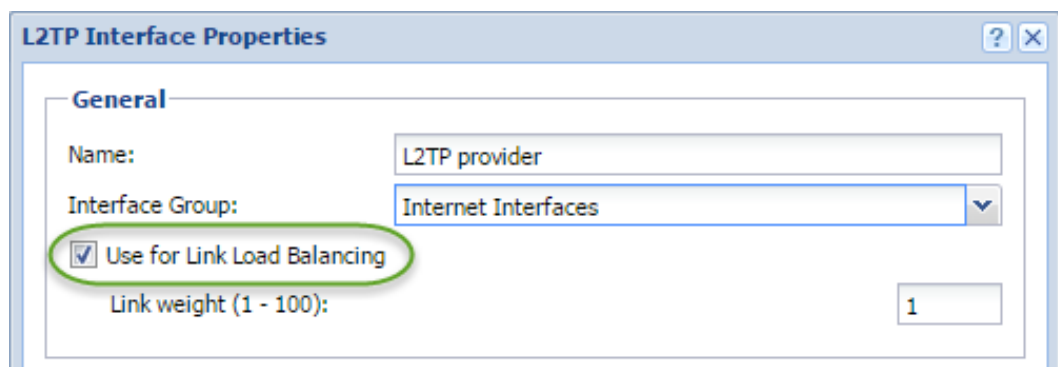 L2TP Interface Properties
?
General
Name: L2TP provider
Interface Group: Internet Interfaces
Use for Link Load Balancing
Link weight (1 - 100): 1